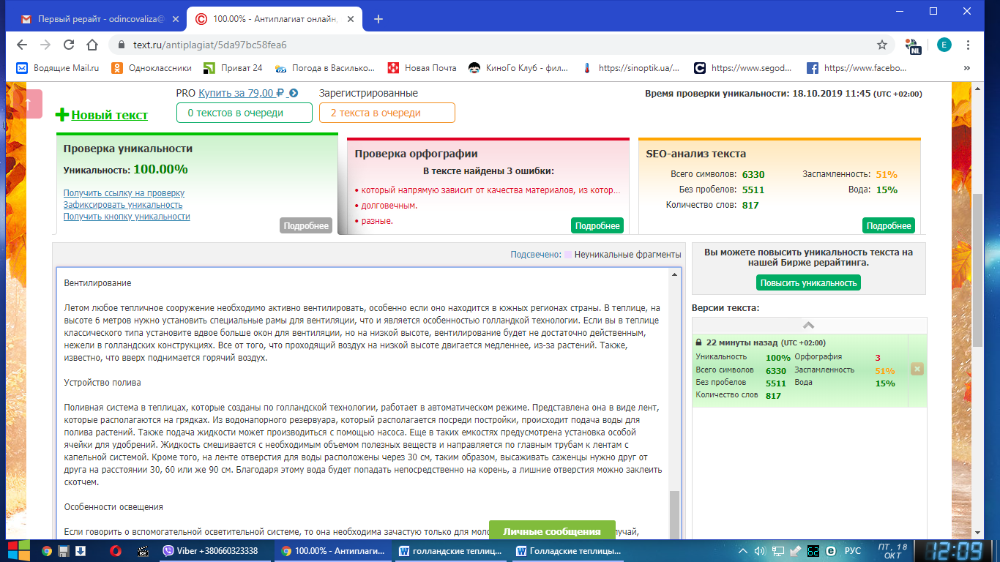 Первый рерайт - odincovaliza@
100.00% - Антиплагиат онлайн,
text.ru/antiplagiat/5da97bc58fea6
E
NL
Водящие Mail.ru
Одноклассники
Приват 24
Погода в Василько...
Новая Почта
КиноГо Клуб - фил...
https://sinoptik.ua/...
https://www.segod...
https://www.facebo...
»
PRO Купить за 79,00 ₽
Зарегистрированные
Время проверки уникальности: 18.10.2019 11:45 (UTC +02:00)
Новый текст
0 текстов в очереди
2 текста в очереди
Проверка уникальности
Уникальность: 100.00%
Получить ссылку на проверку
Зафиксировать уникальность
Получить кнопку уникальности
Подробнее
Проверка орфографии
В тексте найдены 3 ошибки:
• который напрямую зависит от качества материалов, из котор...
• долговечным.
• разные.
Подробнее
SEO-анализ текста
Всего символов: 6330 Заспамленность: 51%
Без пробелов: 5511 Вода: 15%
Количество слов: 817
Подробнее
Подсвечено: Неуникальные фрагменты
Вентилирование
Летом любое тепличное сооружение необходимо активно вентилировать, особенно если оно находится в южных регионах страны. В теплице, на
высоте 6 метров нужно установить специальные рамы для вентиляции, что и является особенностью голландкой технологии. Если вы в теплице
классического типа установите вдвое больше окон для вентиляции, но на низкой высоте, вентилирование будет не достаточно действенным,
нежели в голландских конструкциях. Все от того, что проходящий воздух на низкой высоте двигается медленнее, из-за растений. Также,
известно, что вверх поднимается горячий воздух.
Устройство полива
Поливная система в теплицах, которые созданы по голландской технологии, работает в автоматическом режиме. Представлена она в виде лент,
которые располагаются на грядках. Из водонапорного резервуара, который располагается посреди постройки, происходит подача воды для
полива растений. Также подача жидкости может производиться с помощью насоса. Еще в таких емкостях предусмотрена установка особой
ячейки для удобрений. Жидкость смешивается с необходимым объемом полезных веществ и направляется по главным трубам к лентам с
капельной системой. Кроме того, на ленте отверстия для воды расположены через 30 см, таким образом, высаживать саженцы нужно друг от
друга на расстоянии 30, 60 или же 90 см. Благодаря этому вода будет попадать непосредственно на корень, а лишние отверстия можно заклеить
скотчем.
Особенности освещения
Если говорить о вспомогательной осветительной системе, то она необходима зачастую только для мол
Личные сообщения
Вы можете повысить уникальность текста на
нашей Бирже рерайтинга.
Повысить уникальность
Версии текста:
22 минуты назад (UTC +02:00)
Уникальность 100% Орфография 3
Всего символов 6330 Заспамленность 51%
Без пробелов 5511 Вода 15%
Количество слов 817
Viber +380660323338
100.00% - Антиплаги...
голландские теплиц...
Голладские теплицы...
62
РУС
ПТ, 18
ОКТ
12:09